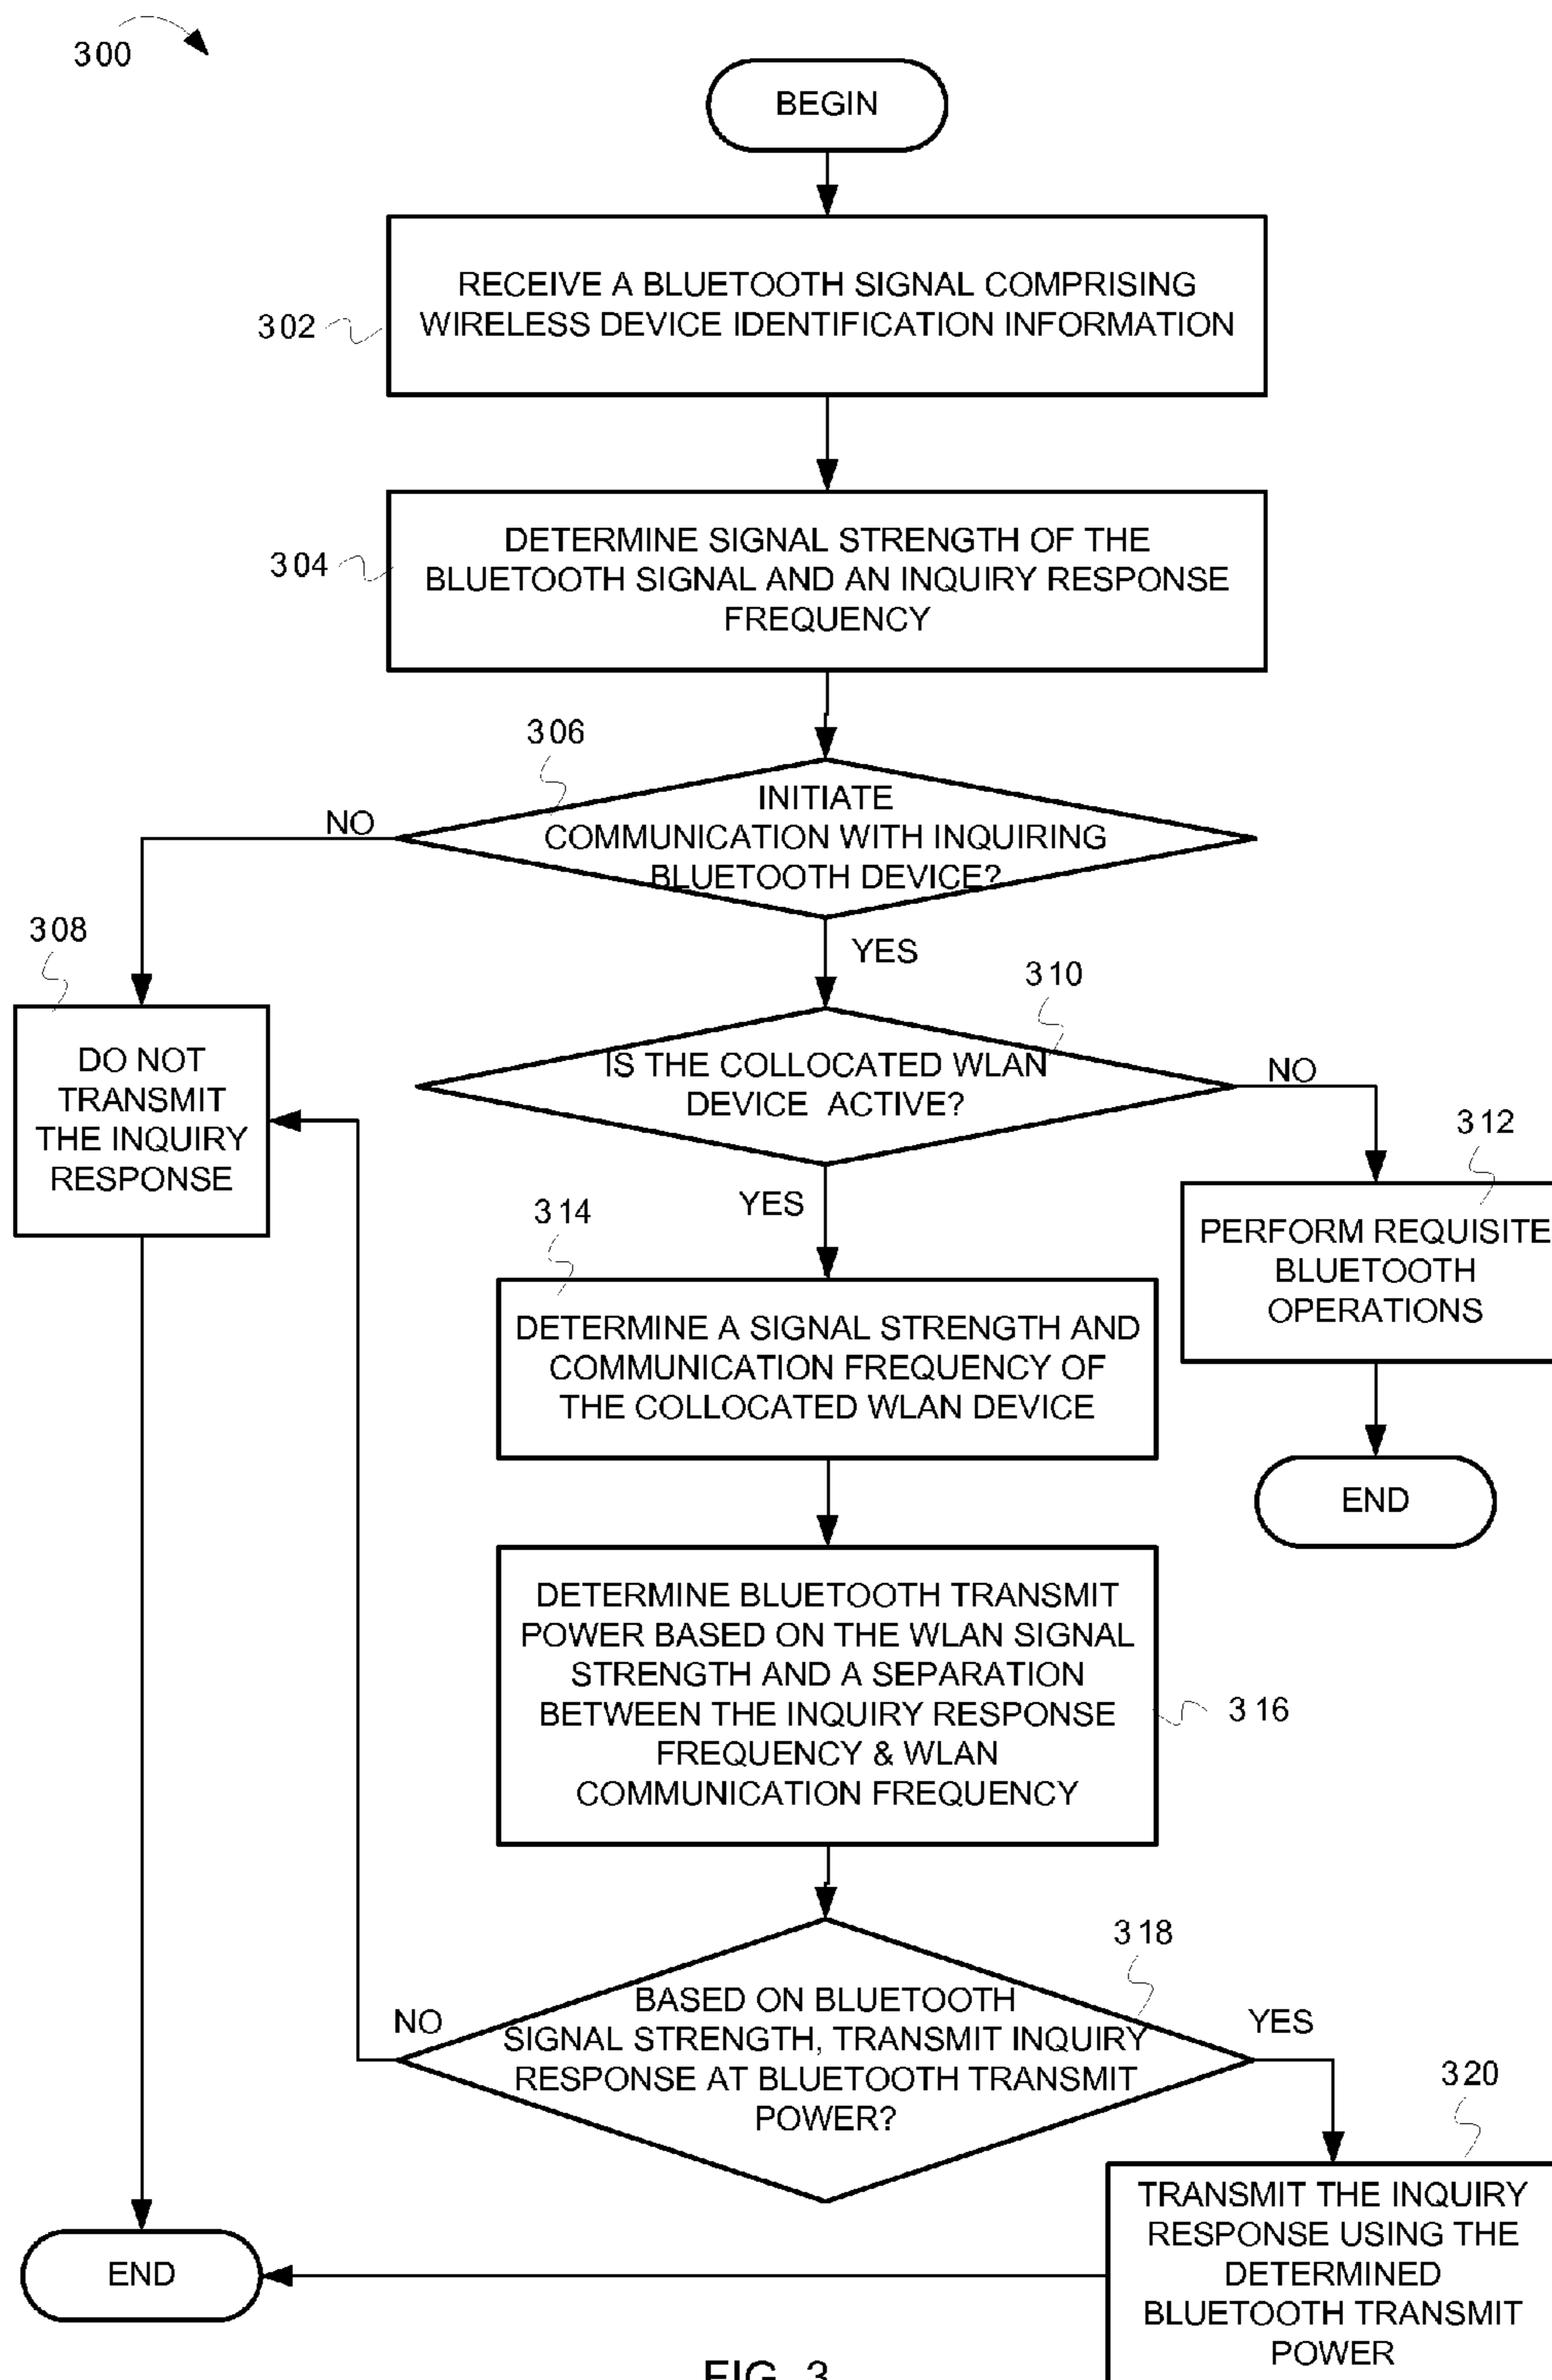 300
BEGIN
RECEIVE A BLUETOOTH SIGNAL COMPRISING
WIRELESS DEVICE IDENTIFICATION INFORMATION
302
DETERMINE SIGNAL STRENGTH OF THE
BLUETOOTH SIGNAL AND AN INQUIRY RESPONSE
FREQUENCY
304
306
INITIATE
COMMUNICATION WITH INQUIRING
BLUETOOTH DEVICE?
NO
YES
308
DO NOT
TRANSMIT
THE INQUIRY
RESPONSE
310
IS THE COLLOCATED WLAN
DEVICE ACTIVE?
NO
YES
312
PERFORM REQUISITE
BLUETOOTH
OPERATIONS
END
314
DETERMINE A SIGNAL STRENGTH AND
COMMUNICATION FREQUENCY OF
THE COLLOCATED WLAN DEVICE
DETERMINE BLUETOOTH TRANSMIT
POWER BASED ON THE WLAN SIGNAL
STRENGTH AND A SEPARATION
BETWEEN THE INQUIRY RESPONSE
FREQUENCY & WLAN
COMMUNICATION FREQUENCY
316
318
BASED ON BLUETOOTH
SIGNAL STRENGTH, TRANSMIT INQUIRY
RESPONSE AT BLUETOOTH TRANSMIT
POWER?
NO
YES
320
TRANSMIT THE INQUIRY
RESPONSE USING THE
DETERMINED
BLUETOOTH TRANSMIT
POWER
END
FIG. 3